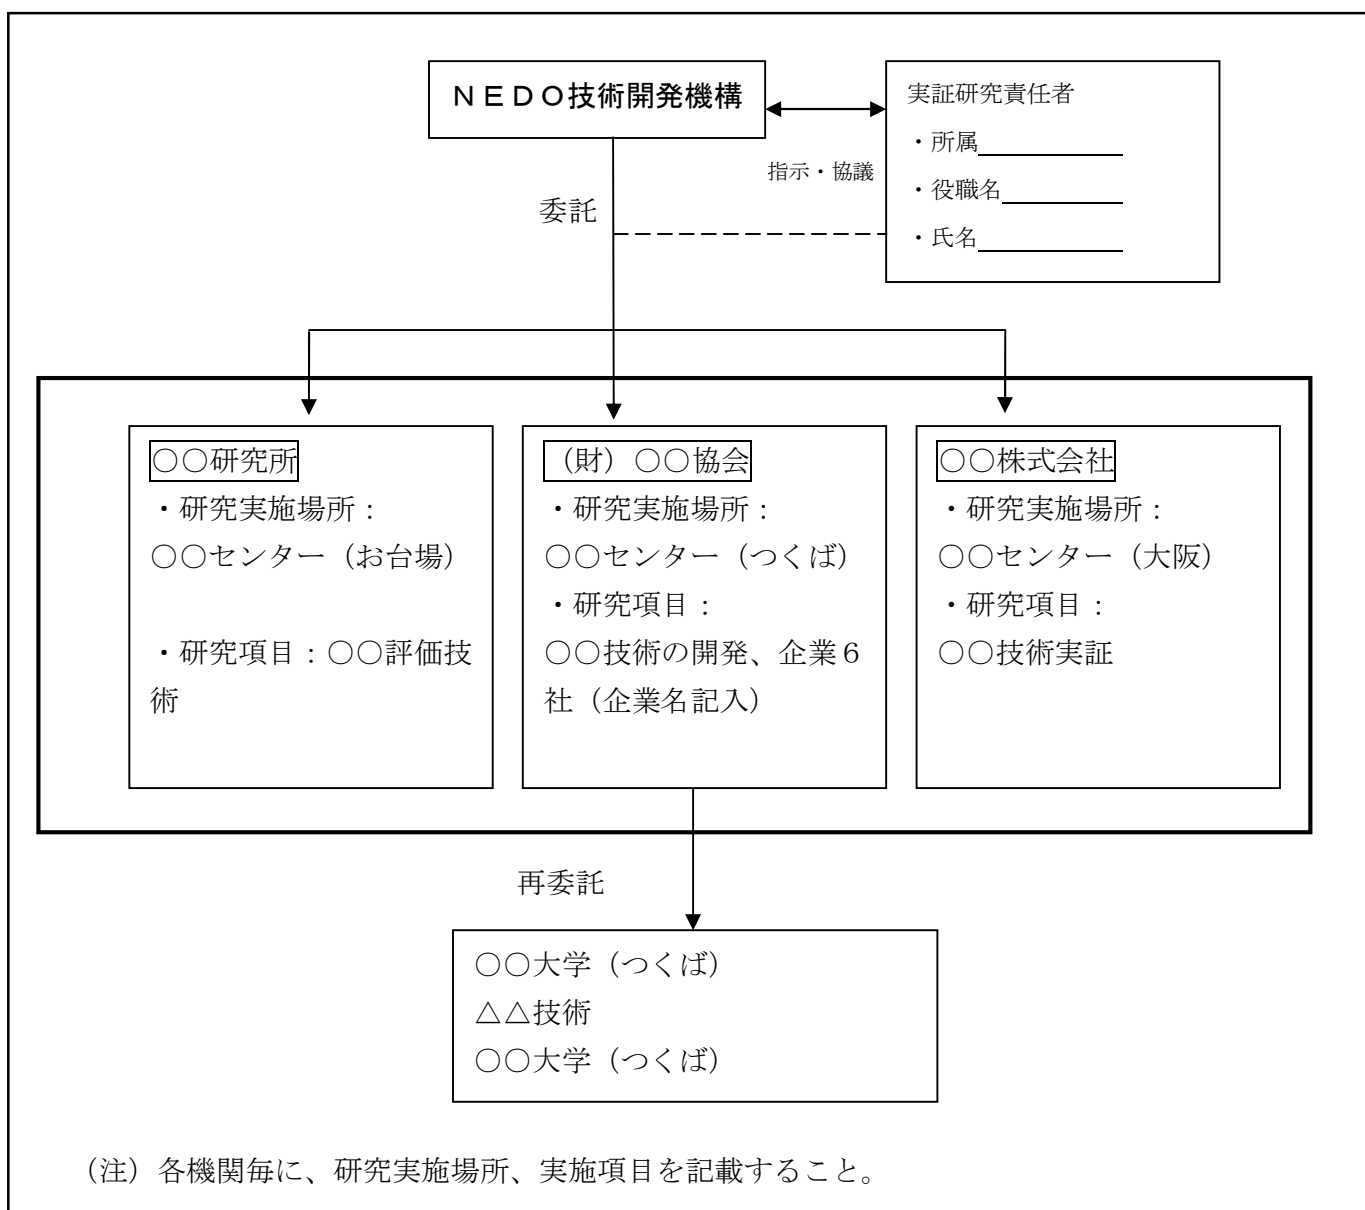 ＮＥＤＯ技術開発機構
実証研究責任者
・所属
・役職名
・氏名
指示・協議
委託
○○研究所
・研究実施場所：
○○センター（お台場）
・研究項目：○○評価技
術
（財）○○協会
・研究実施場所：
○○センター（つくば）
・研究項目：
○○技術の開発、企業６
社（企業名記入）
○○株式会社
・研究実施場所：
○○センター（大阪）
・研究項目：
○○技術実証
再委託
○○大学（つくば）
△△技術
○○大学（つくば）
（注）各機関毎に、研究実施場所、実施項目を記載すること。